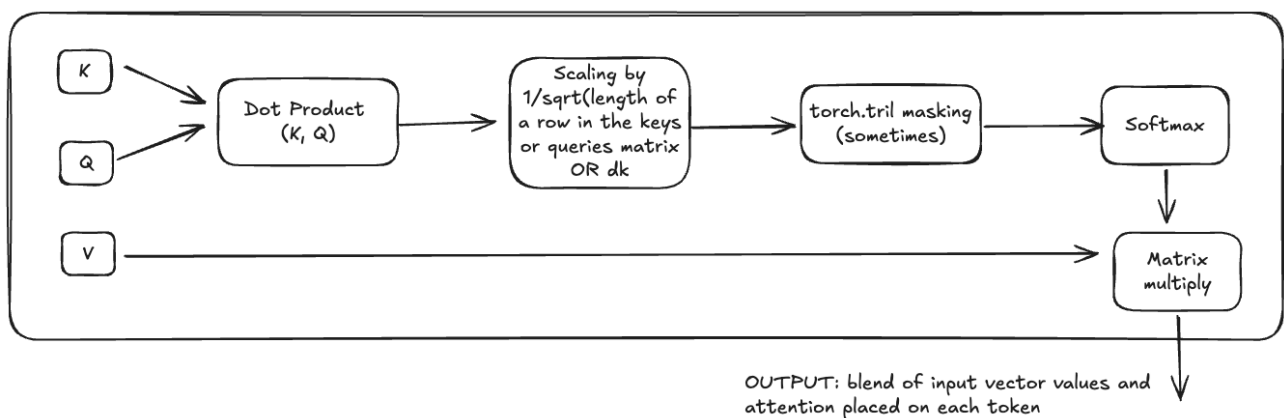 K
Q
V
Dot Product
(K, Q)
Scaling by
1/sqrt(length of
a row in the keys
or queries matrix
OR dk
torch.tril masking
(sometimes)
Softmax
Matrix
multiply
OUTPUT: blend of input vector values and
attention placed on each token